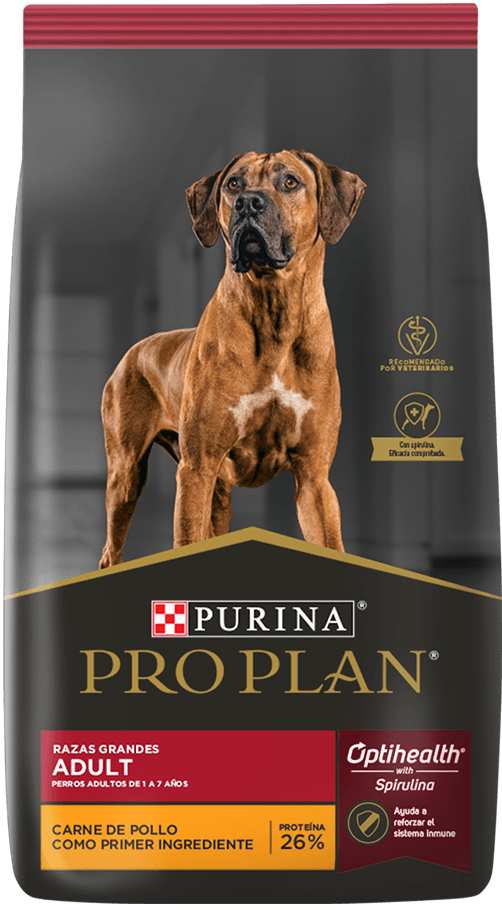 RECOMENDADO
POR VETERINARIOS
Con spirulina.
Eficacia comprobada.
PURINA®
PRO PLAN®
RAZAS GRANDES
ADULT
PERROS ADULTOS DE 1 A 7 AÑOS
CARNE DE POLLO
COMO PRIMER INGREDIENTE
PROTEÍNA
26%
Optihealth®
with
Spirulina
Ayuda a
reforzar el
sistema inmune